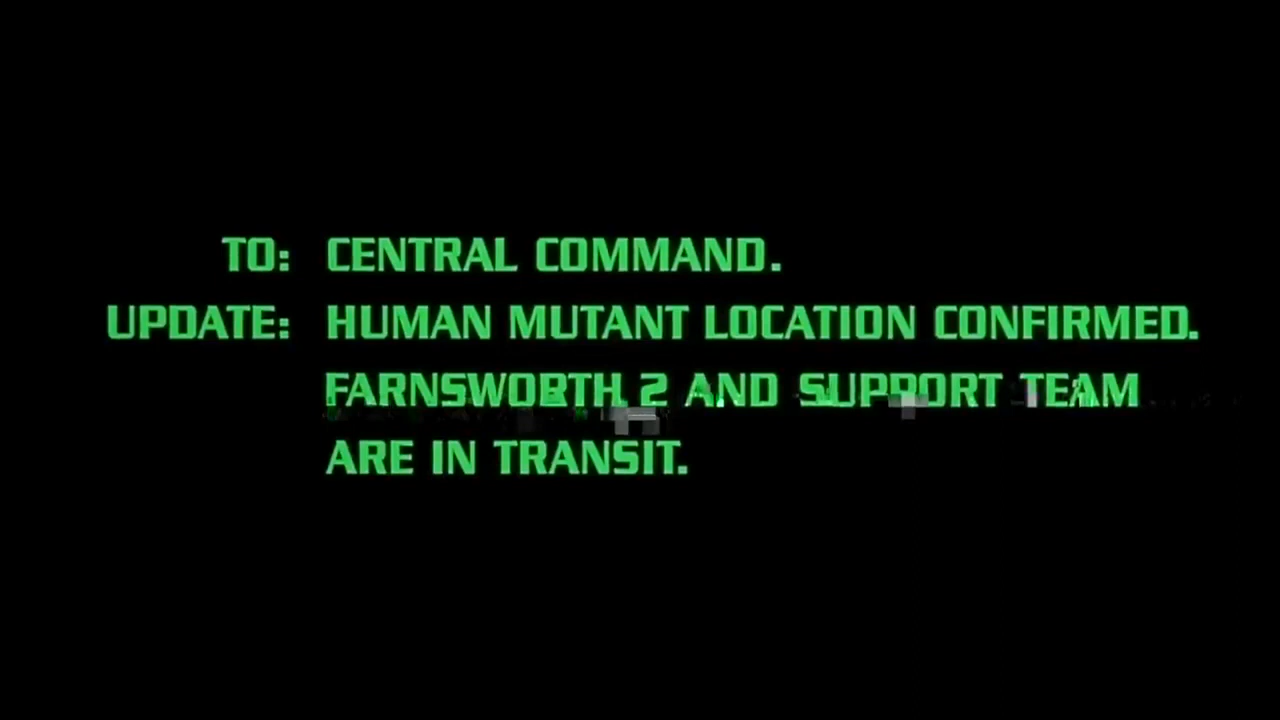 TO: CENTRAL COMMAND.
UPDATE: HUMAN MUTANT LOCATION CONFIRMED.
FARNSWORTH 2 AND SUPPORT TEAM
ARE IN TRANSIT.